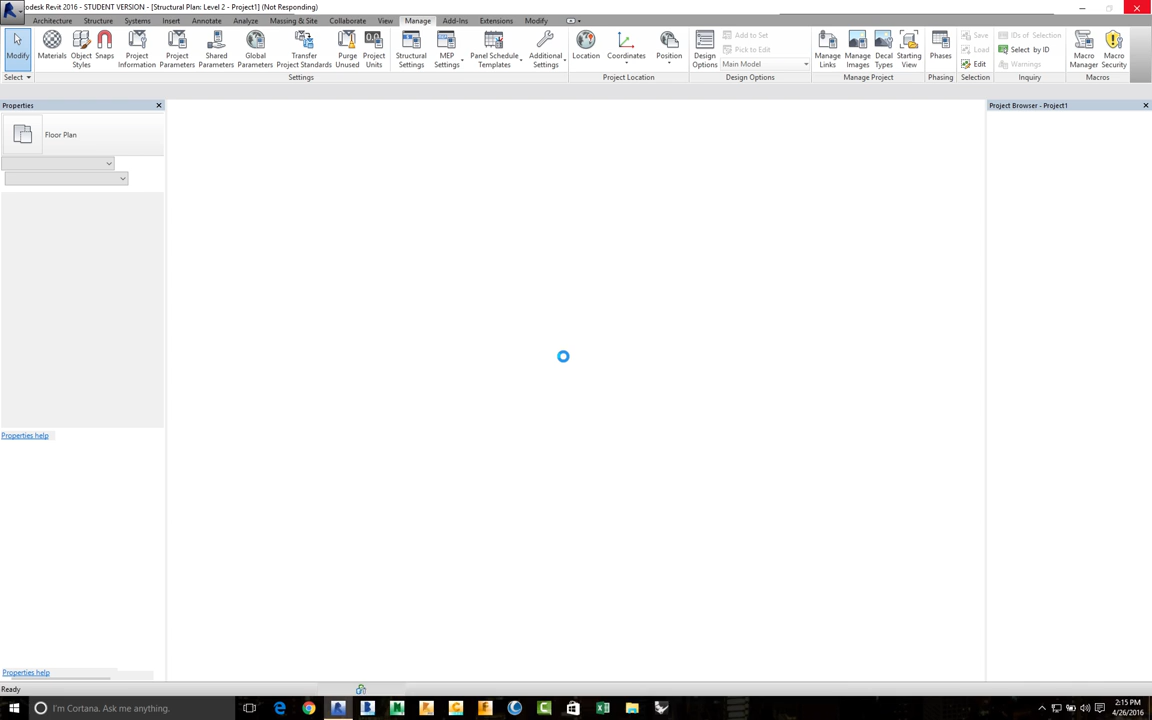 odesk Revit 2016 - STUDENT VERSION - [Structural Plan: Level 2 - Project1] (Not Responding)
Architecture Structure Systems Insert Annotate Analyze Massing & Site Collaborate View Manage Add-Ins Extensions Modify
Modify Materials Object Styles Snaps Project Information Project Parameters Shared Parameters Global Parameters Transfer Project Standards Purge Unused Project Units Structural Settings MEP Settings Panel Schedule Templates Additional Settings Location Coordinates Position Design Options Add to Set Pick to Edit Main Model Manage Links Manage Images Decal Types Starting View Phases Save Load Edit IDs of Selection Select by ID Warnings Macro Manager Macro Security
Select Settings Project Location Design Options Manage Project Phasing Selection Inquiry Macros
Properties
Project Browser - Project1
Floor Plan
Properties help
Properties help
Ready
I'm Cortana. Ask me anything.
2:15 PM
4/26/2016